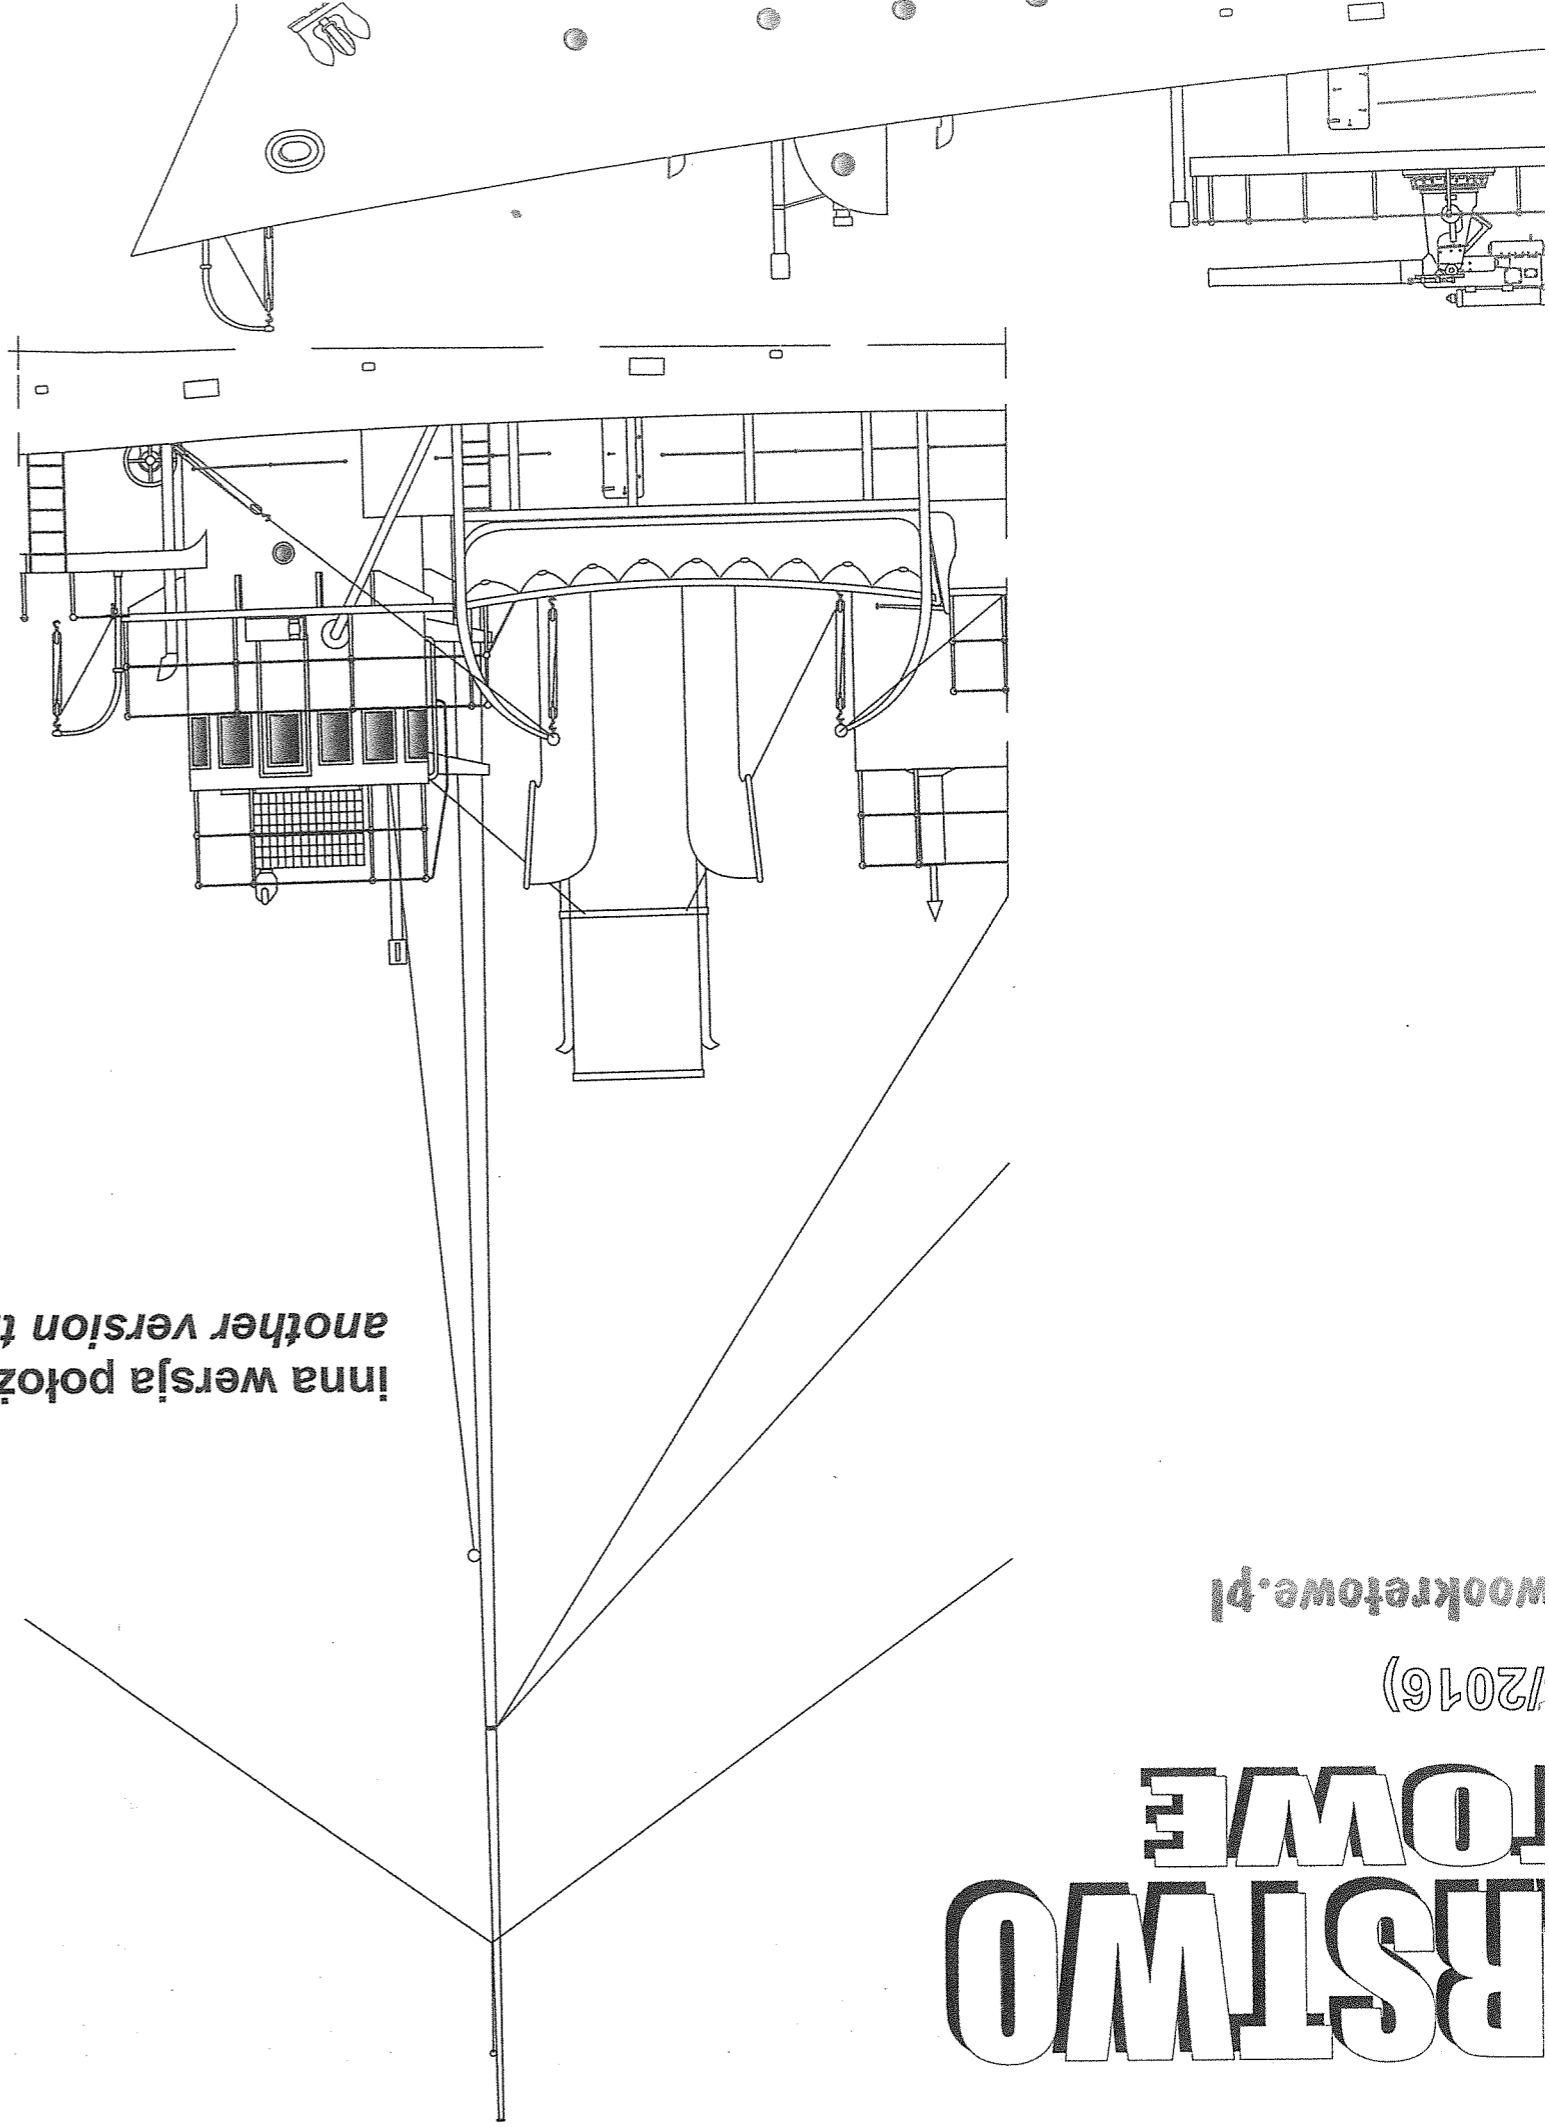 RSTWO
TOWE
/2016)
wookretowe.pl
inna wersja położ
another version t